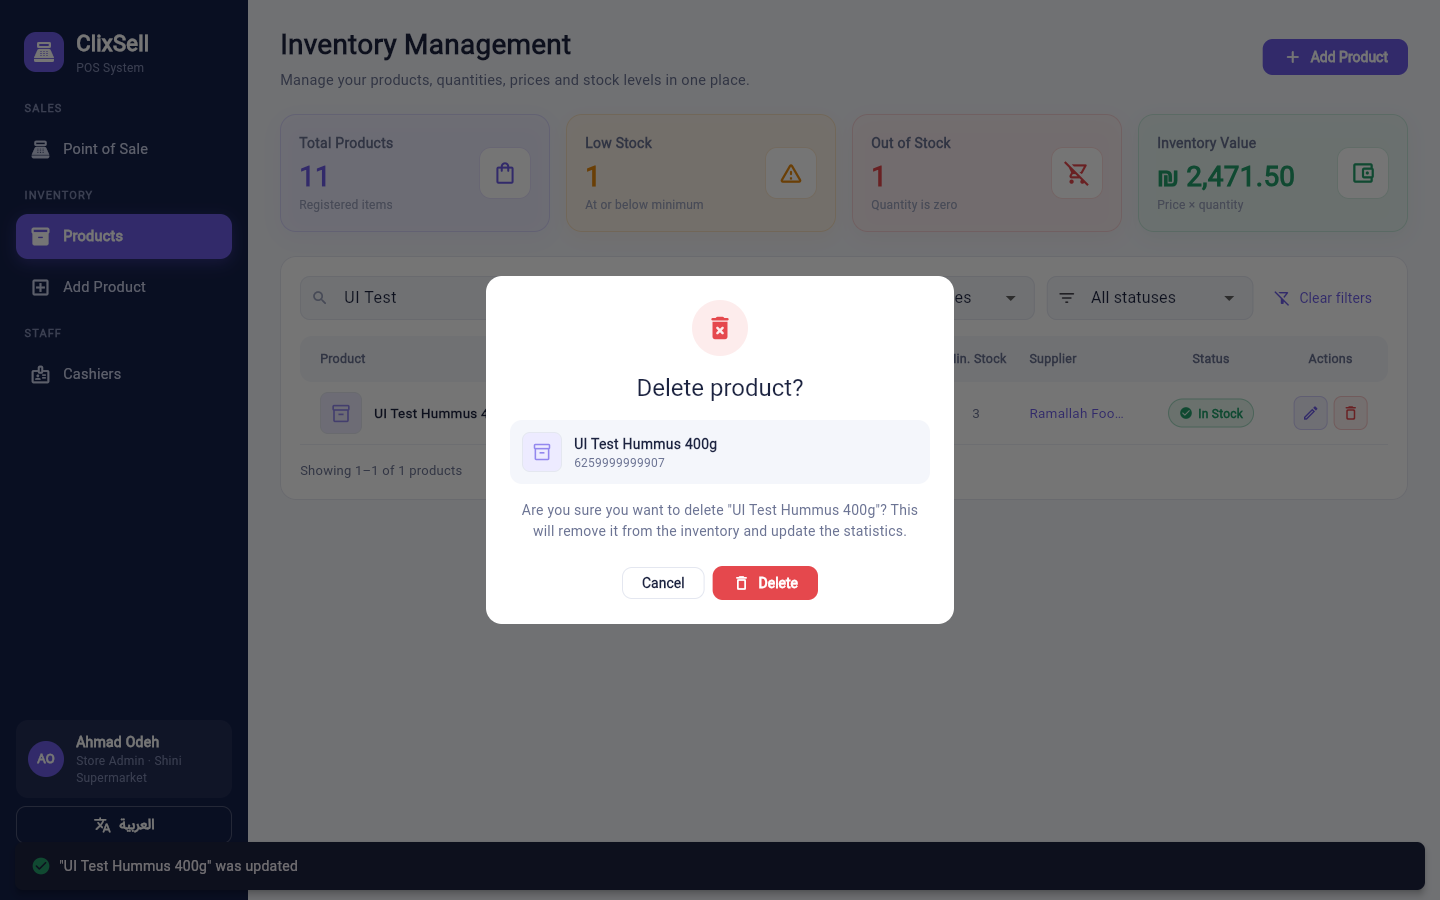 ClixSell
POS System
SALES
Point of Sale
INVENTORY
Products
Add Product
STAFF
Cashiers
AO
Ahmad Odeh
Store Admin · Shini
Supermarket
العربية
Inventory Management
Manage your products, quantities, prices and stock levels in one place.
Add Product
Total Products
11
Registered items
Low Stock
1
At or below minimum
Out of Stock
1
Quantity is zero
Inventory Value
₪ 2,471.50
Price × quantity
UI Test
All statuses
Clear filters
Product
Stock
Supplier
Status
Actions
UI Test Hummus 4
3
Ramallah Foo...
In Stock
Showing 1–1 of 1 products
Delete product?
UI Test Hummus 400g
6259999999907
Are you sure you want to delete "UI Test Hummus 400g"? This
will remove it from the inventory and update the statistics.
Cancel
Delete
"UI Test Hummus 400g" was updated